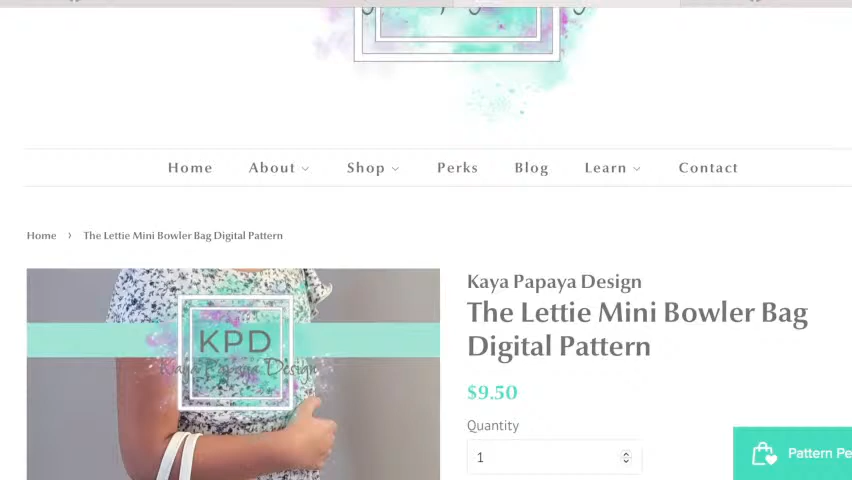 Home About Shop Perks Blog Learn Contact
Home › The Lettie Mini Bowler Bag Digital Pattern
Kaya Papaya Design
The Lettie Mini Bowler Bag
Digital Pattern
$9.50
Quantity
1
KPD
Kaya Papaya Design
Pattern Pe